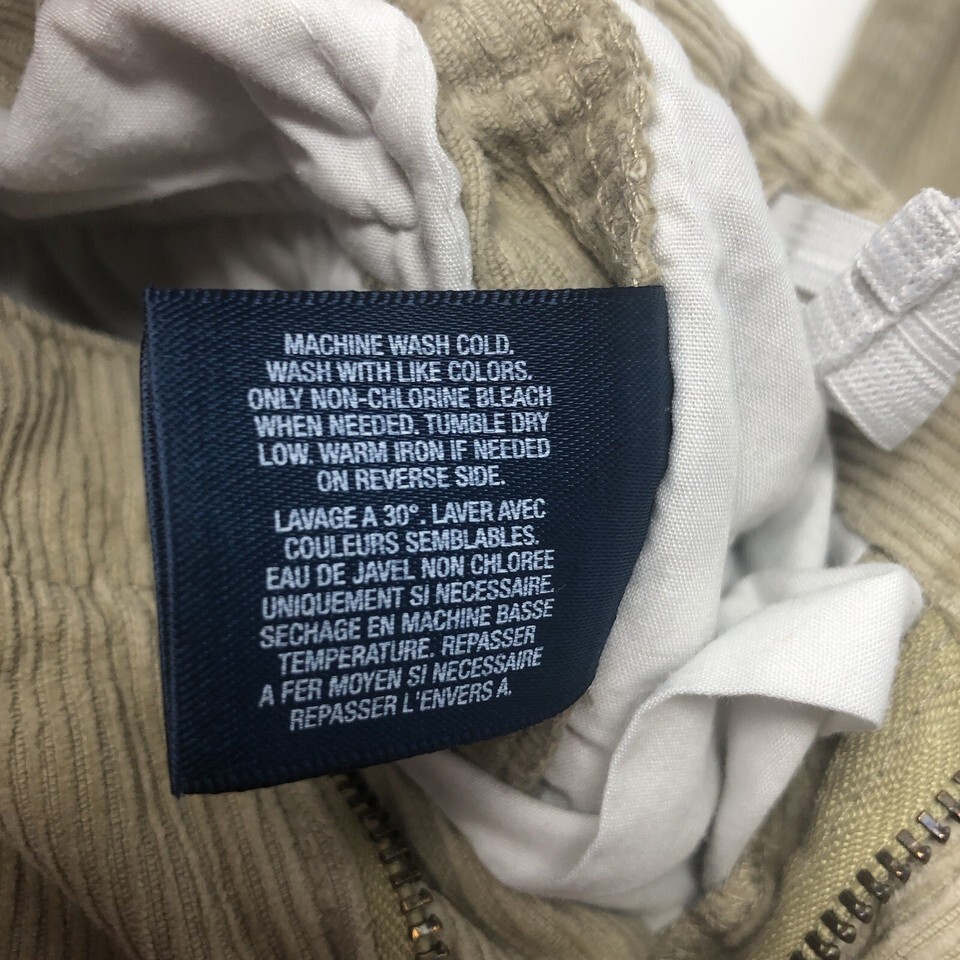 MACHINE WASH COLD.
WASH WITH LIKE COLORS.
ONLY NON-CHLORINE BLEACH
WHEN NEEDED. TUMBLE DRY
LOW. WARM IRON IF NEEDED
ON REVERSE SIDE.
LAVAGE A 30°. LAVER AVEC
COULEURS SEMBLABLES.
EAU DE JAVEL NON CHLOREE
UNIQUEMENT SI NECESSAIRE.
SECHAGE EN MACHINE BASSE
TEMPERATURE. REPASSER
A FER MOYEN SI NECESSAIRE
REPASSER L'ENVERS A.